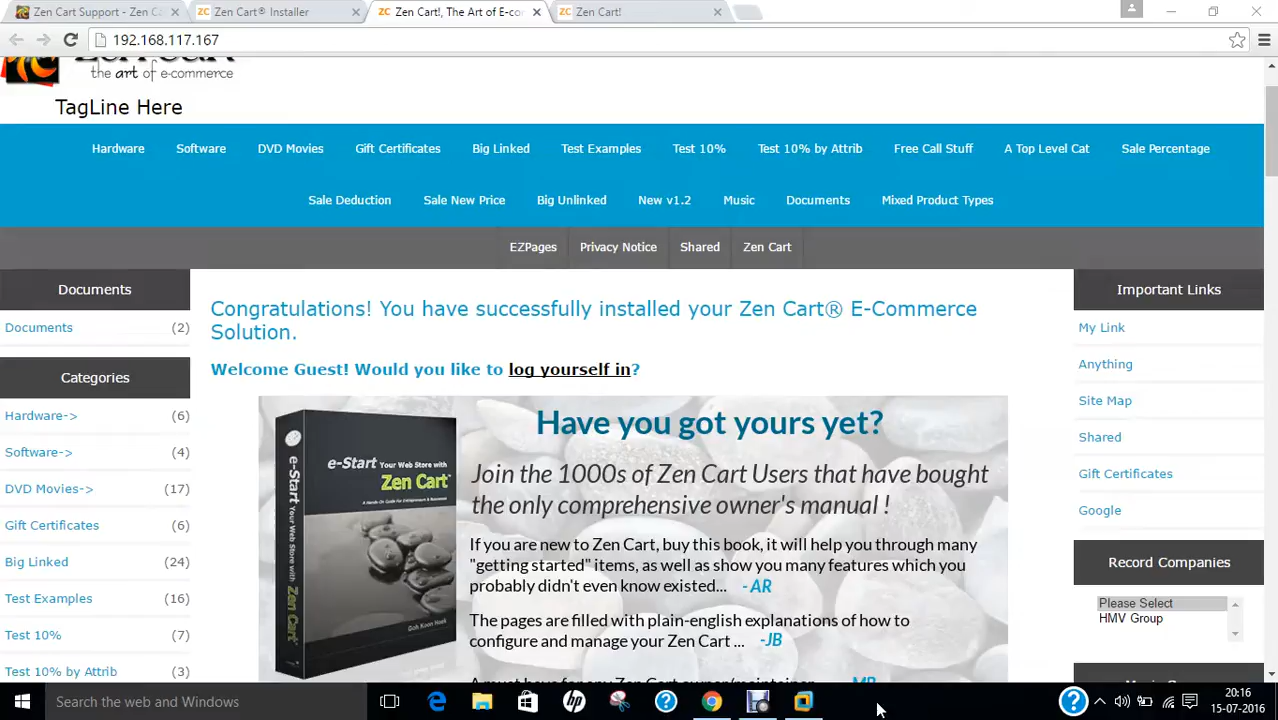 Zen Cart Support - Zen C
Zen Cart® Installer
Zen Cart!, The Art of E-co
Zen Cart!
192.168.117.167
the art of e-commerce
TagLine Here
Hardware Software DVD Movies Gift Certificates Big Linked Test Examples Test 10% Test 10% by Attrib Free Call Stuff A Top Level Cat Sale Percentage
Sale Deduction Sale New Price Big Unlinked New v1.2 Music Documents Mixed Product Types
EZPages Privacy Notice Shared Zen Cart
Documents
Documents (2)
Categories
Hardware-> (6)
Software-> (4)
DVD Movies-> (17)
Gift Certificates (6)
Big Linked (24)
Test Examples (16)
Test 10% (7)
Test 10% by Attrib (3)
Congratulations! You have successfully installed your Zen Cart® E-Commerce
Solution.
Welcome Guest! Would you like to log yourself in?
e-Start Your Web Store with
Zen Cart™
e-Start Your Web Store with Zen Cart
Goh Koon Hoek
Have you got yours yet?
Join the 1000s of Zen Cart Users that have bought
the only comprehensive owner's manual !
If you are new to Zen Cart, buy this book, it will help you through many
"getting started" items, as well as show you many features which you
probably didn't even know existed... - AR
The pages are filled with plain-english explanations of how to
configure and manage your Zen Cart ... -JB
Important Links
My Link
Anything
Site Map
Shared
Gift Certificates
Google
Record Companies
Please Select
HMV Group
Search the web and Windows
20:16
15-07-2016